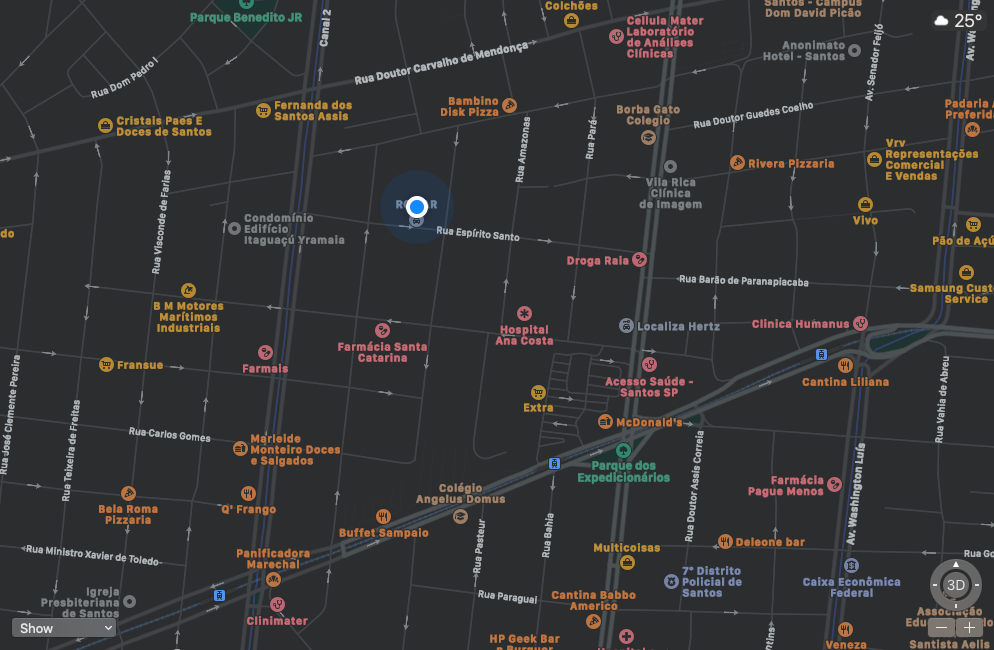 Parque Benedito JR
Canal 2
Colchões
Celula Mater
Laboratório
de Análises
Clínicas
Santos - Campus
Dom David Picão
25°
Anonimato
Hotel - Santos
Av. Senador Feijó
Rua Doutor Carvalho de Mendonça
Rua Dom Pedro I
Fernanda dos
Santos Assis
Cristais Paes E
Doces de Santos
Bambino
Disk Pizza
Rua Amazonas
Rua Pará
Borba Gato
Colegio
Rua Doutor Guedes Coelho
Padaria
Preferid
Vrv
Representações
Comercial
E Vendas
Rivera Pizzaria
Vila Rica
Clínica
de Imagem
Vivo
Rua Visconde de Farias
Condomínio
Edifício
Itaguaçú Yramaia
Rua Espírito Santo
do
Pão de Açú
Droga Raia
Rua Barão de Paranapiacaba
Samsung Custo
Service
B M Motores
Marítimos
Industriais
Hospital
Ana Costa
Localiza Hertz
Clinica Humanus
Farmácia Santa
Catarina
Farmais
Fransue
Acesso Saúde -
Santos SP
Cantina Liliana
Extra
McDonald's
Rua José Clemente Pereira
Rua Teixeira de Freitas
Rua Carlos Gomes
Marleide
Monteiro Doces
e Salgados
Rua Vahia de Abreu
Parque dos
Expedicionários
Rua Doutor Assis Correia
Av. Washington Luís
Farmácia
Pague Menos
Colégio
Angelus Domus
Bela Roma
Pizzaria
Q' Frango
Buffet Sampaio
Rua Pasteur
Rua Bahia
Deleone bar
Rua Ministro Xavier de Toledo
Panificadora
Marechal
Multicoisas
Rua Go
7° Distrito
Policial de
Santos
Caixa Econômica
Federal
3D
Igreja
Presbiteriana
de Santos
Rua Paraguai
Cantina Babbo
Americo
Clinimater
Show
HP Geek Bar
Veneza
Santista Aelis